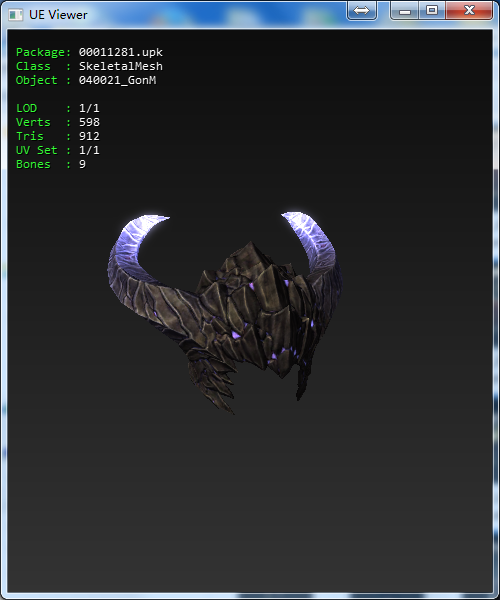 UE Viewer
Package: 00011281.upk
Class : SkeletalMesh
Object : 040021_GonM
LOD : 1/1
Verts : 598
Tris : 912
UV Set : 1/1
Bones : 9